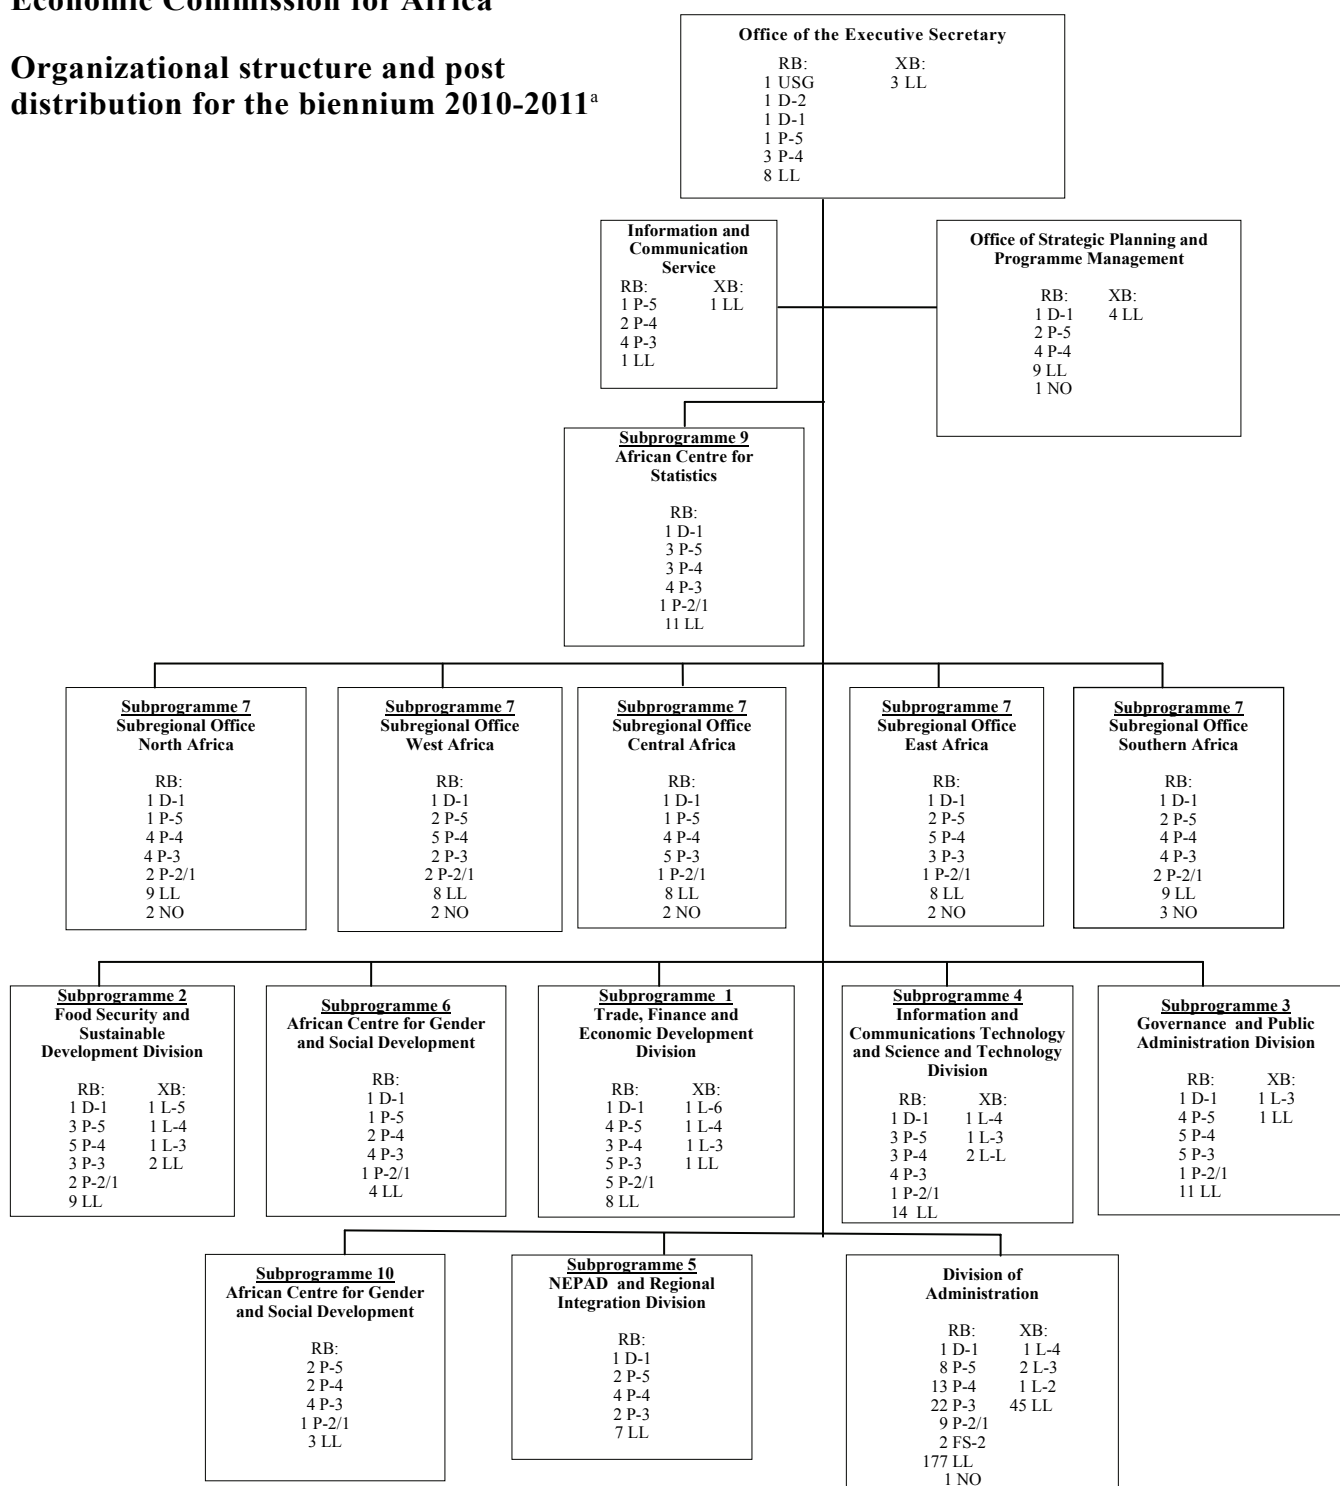 Economic Commission for Africa
Organizational structure and post
distribution for the biennium 2010-2011ᵃ
Office of the Executive Secretary
RB: XB:
1 USG 3 LL
1 D-2
1 D-1
1 P-5
3 P-4
8 LL
Information and
Communication
Service
RB: XB:
1 P-5 1 LL
2 P-4
4 P-3
1 LL
Office of Strategic Planning and
Programme Management
RB: XB:
1 D-1 4 LL
2 P-5
4 P-4
9 LL
1 NO
Subprogramme 9
African Centre for
Statistics
RB:
1 D-1
3 P-5
3 P-4
4 P-3
1 P-2/1
11 LL
Subprogramme 7
Subregional Office
North Africa
RB:
1 D-1
1 P-5
4 P-4
4 P-3
2 P-2/1
9 LL
2 NO
Subprogramme 7
Subregional Office
West Africa
RB:
1 D-1
2 P-5
5 P-4
2 P-3
2 P-2/1
8 LL
2 NO
Subprogramme 7
Subregional Office
Central Africa
RB:
1 D-1
1 P-5
4 P-4
5 P-3
1 P-2/1
8 LL
2 NO
Subprogramme 7
Subregional Office
East Africa
RB:
1 D-1
2 P-5
5 P-4
3 P-3
1 P-2/1
8 LL
2 NO
Subprogramme 7
Subregional Office
Southern Africa
RB:
1 D-1
2 P-5
4 P-4
4 P-3
2 P-2/1
9 LL
3 NO
Subprogramme 2
Food Security and
Sustainable
Development Division
RB: XB:
1 D-1 1 L-5
3 P-5 1 L-4
5 P-4 1 L-3
3 P-3 2 LL
2 P-2/1
9 LL
Subprogramme 6
African Centre for Gender
and Social Development
RB:
1 D-1
1 P-5
2 P-4
4 P-3
1 P-2/1
4 LL
Subprogramme 1
Trade, Finance and
Economic Development
Division
RB: XB:
1 D-1 1 L-6
4 P-5 1 L-4
3 P-4 1 L-3
5 P-3 1 LL
5 P-2/1
8 LL
Subprogramme 4
Information and
Communications Technology
and Science and Technology
Division
RB: XB:
1 D-1 1 L-4
3 P-5 1 L-3
3 P-4 2 L-L
4 P-3
1 P-2/1
14 LL
Subprogramme 3
Governance and Public
Administration Division
RB: XB:
1 D-1 1 L-3
4 P-5 1 LL
5 P-4
5 P-3
1 P-2/1
11 LL
Subprogramme 10
African Centre for Gender
and Social Development
RB:
2 P-5
2 P-4
4 P-3
1 P-2/1
3 LL
Subprogramme 5
NEPAD and Regional
Integration Division
RB:
1 D-1
2 P-5
4 P-4
2 P-3
7 LL
Division of
Administration
RB: XB:
1 D-1 1 L-4
8 P-5 2 L-3
13 P-4 1 L-2
22 P-3 45 LL
9 P-2/1
2 FS-2
177 LL
1 NO